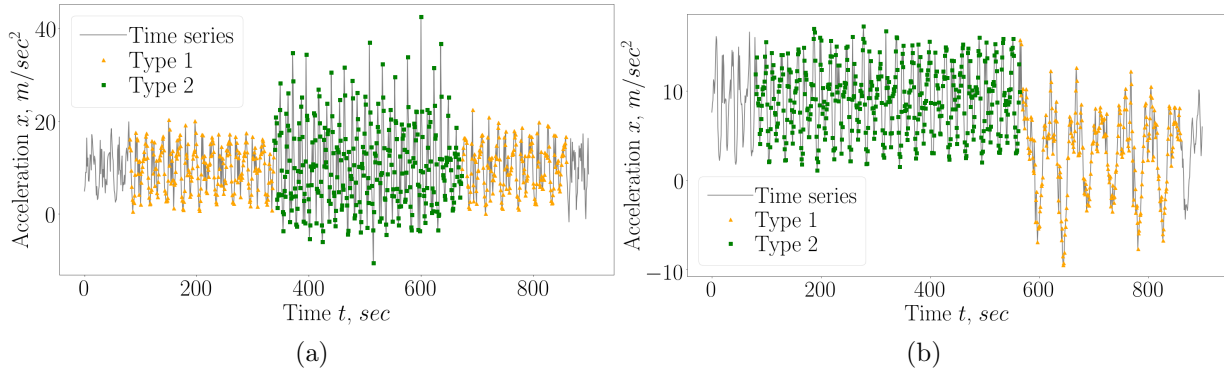 Acceleration x, m/sec²
40
20
0
Time series
Type 1
Type 2
0
200
400
600
800
Time t, sec
(a)
Acceleration x, m/sec²
10
0
−10
Time series
Type 1
Type 2
0
200
400
600
800
Time t, sec
(b)